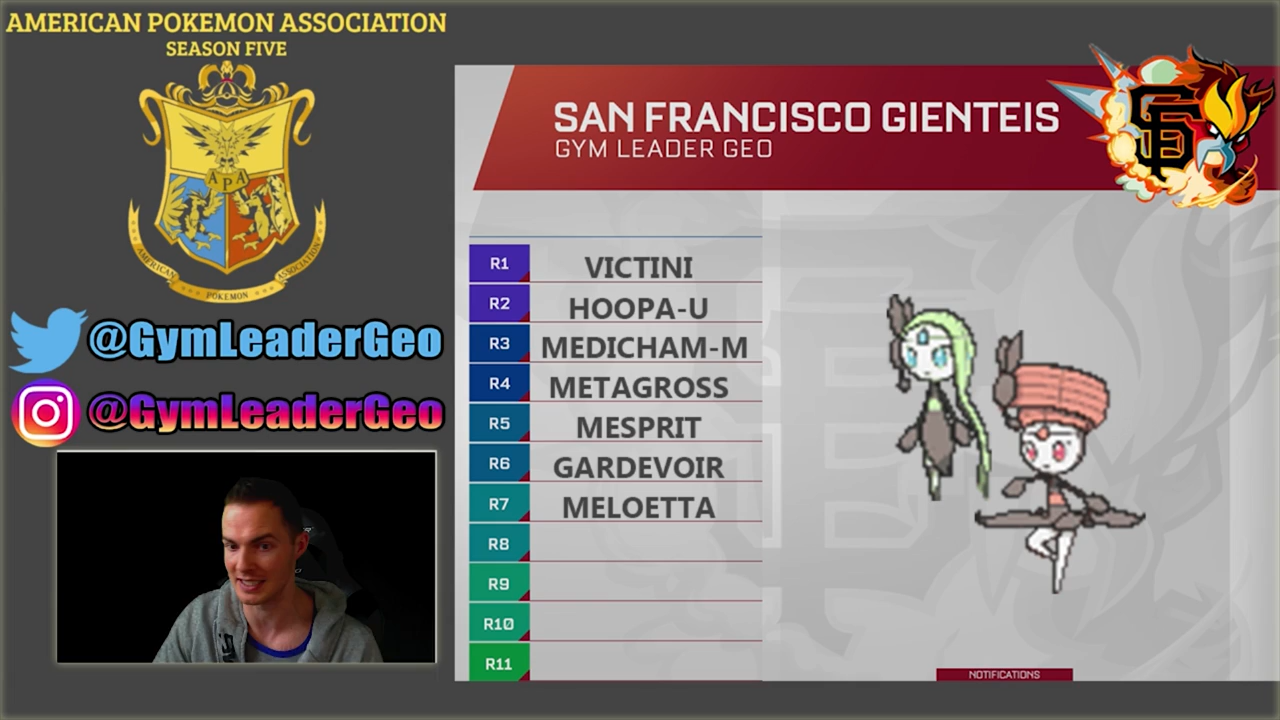 AMERICAN POKEMON ASSOCIATION
SEASON FIVE
APA
AMERICAN POKEMON ASSOCIATION
@GymLeaderGeo
@GymLeaderGeo
SAN FRANCISCO GIENTEIS
GYM LEADER GEO
SF
R1 VICTINI
R2 HOOPA-U
R3 MEDICHAM-M
R4 METAGROSS
R5 MESPRIT
R6 GARDEVOIR
R7 MELOETTA
R8
R9
R10
R11
NOTIFICATIONS